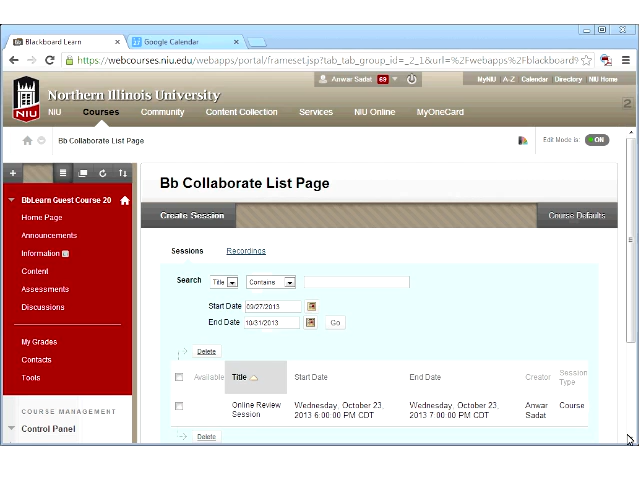 Blackboard Learn
Google Calendar
https://webcourses.niu.edu/webapps/portal/frameset.jsp?tab_tab_group_id=_2_1&url=%2Fwebapps%2Fblackboard%
Anwar Sadat 69
MyNIU A-Z Calendar Directory NIU Home
NIU
Northern Illinois University
NIU Courses Community Content Collection Services NIU Online MyOneCard
2
Bb Collaborate List Page
Edit Mode is: ON
BbLearn Guest Course 20
Home Page
Announcements
Information
Content
Assessments
Discussions
My Grades
Contacts
Tools
COURSE MANAGEMENT
Control Panel
Bb Collaborate List Page
Create Session
Course Defaults
Sessions Recordings
Search Title Contains
Start Date 09/27/2013
End Date 10/31/2013 Go
Delete
Available Title Start Date End Date Creator Session Type
Online Review Session Wednesday, October 23, 2013 6:00:00 PM CDT Wednesday, October 23, 2013 7:00:00 PM CDT Anwar Sadat Course
Delete